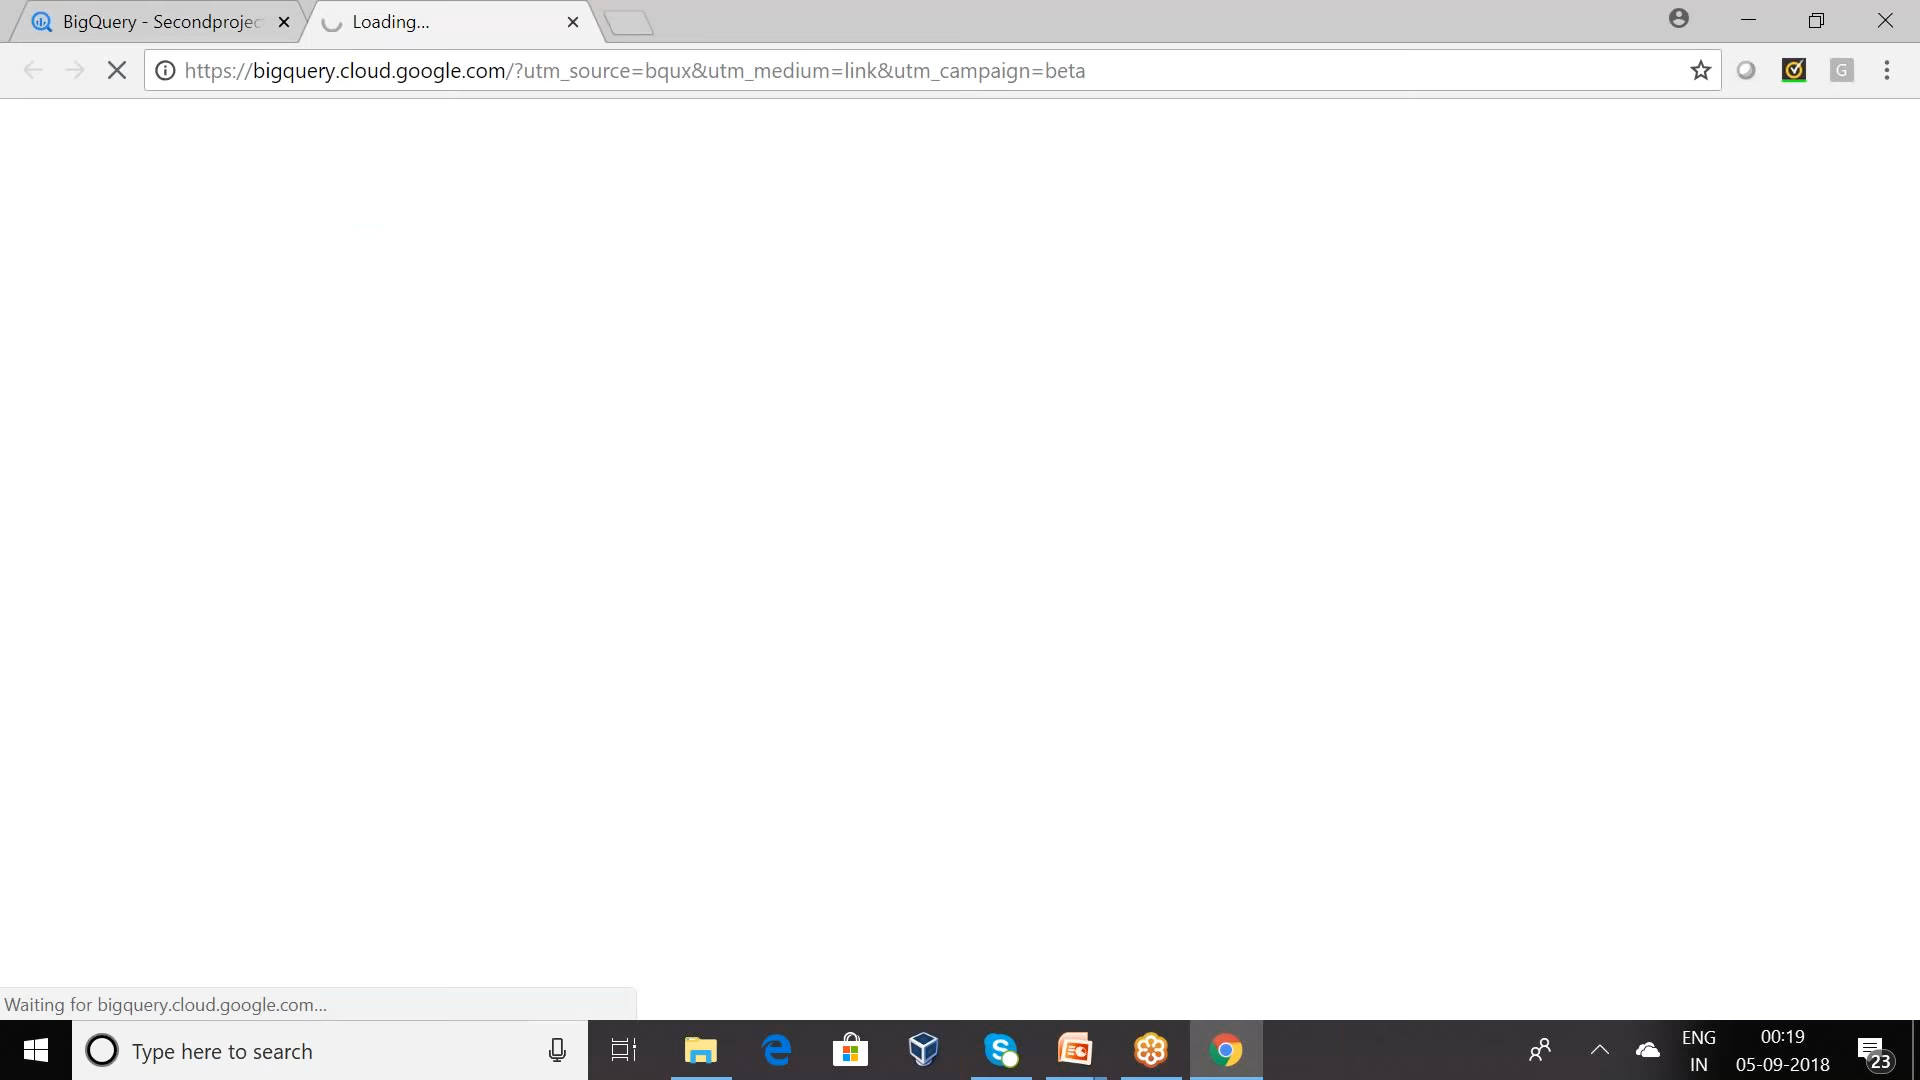 BigQuery - Secondprojec
Loading...
https://bigquery.cloud.google.com/?utm_source=bqux&utm_medium=link&utm_campaign=beta
G
Waiting for bigquery.cloud.google.com...
Type here to search
ENG
IN
00:19
05-09-2018
23